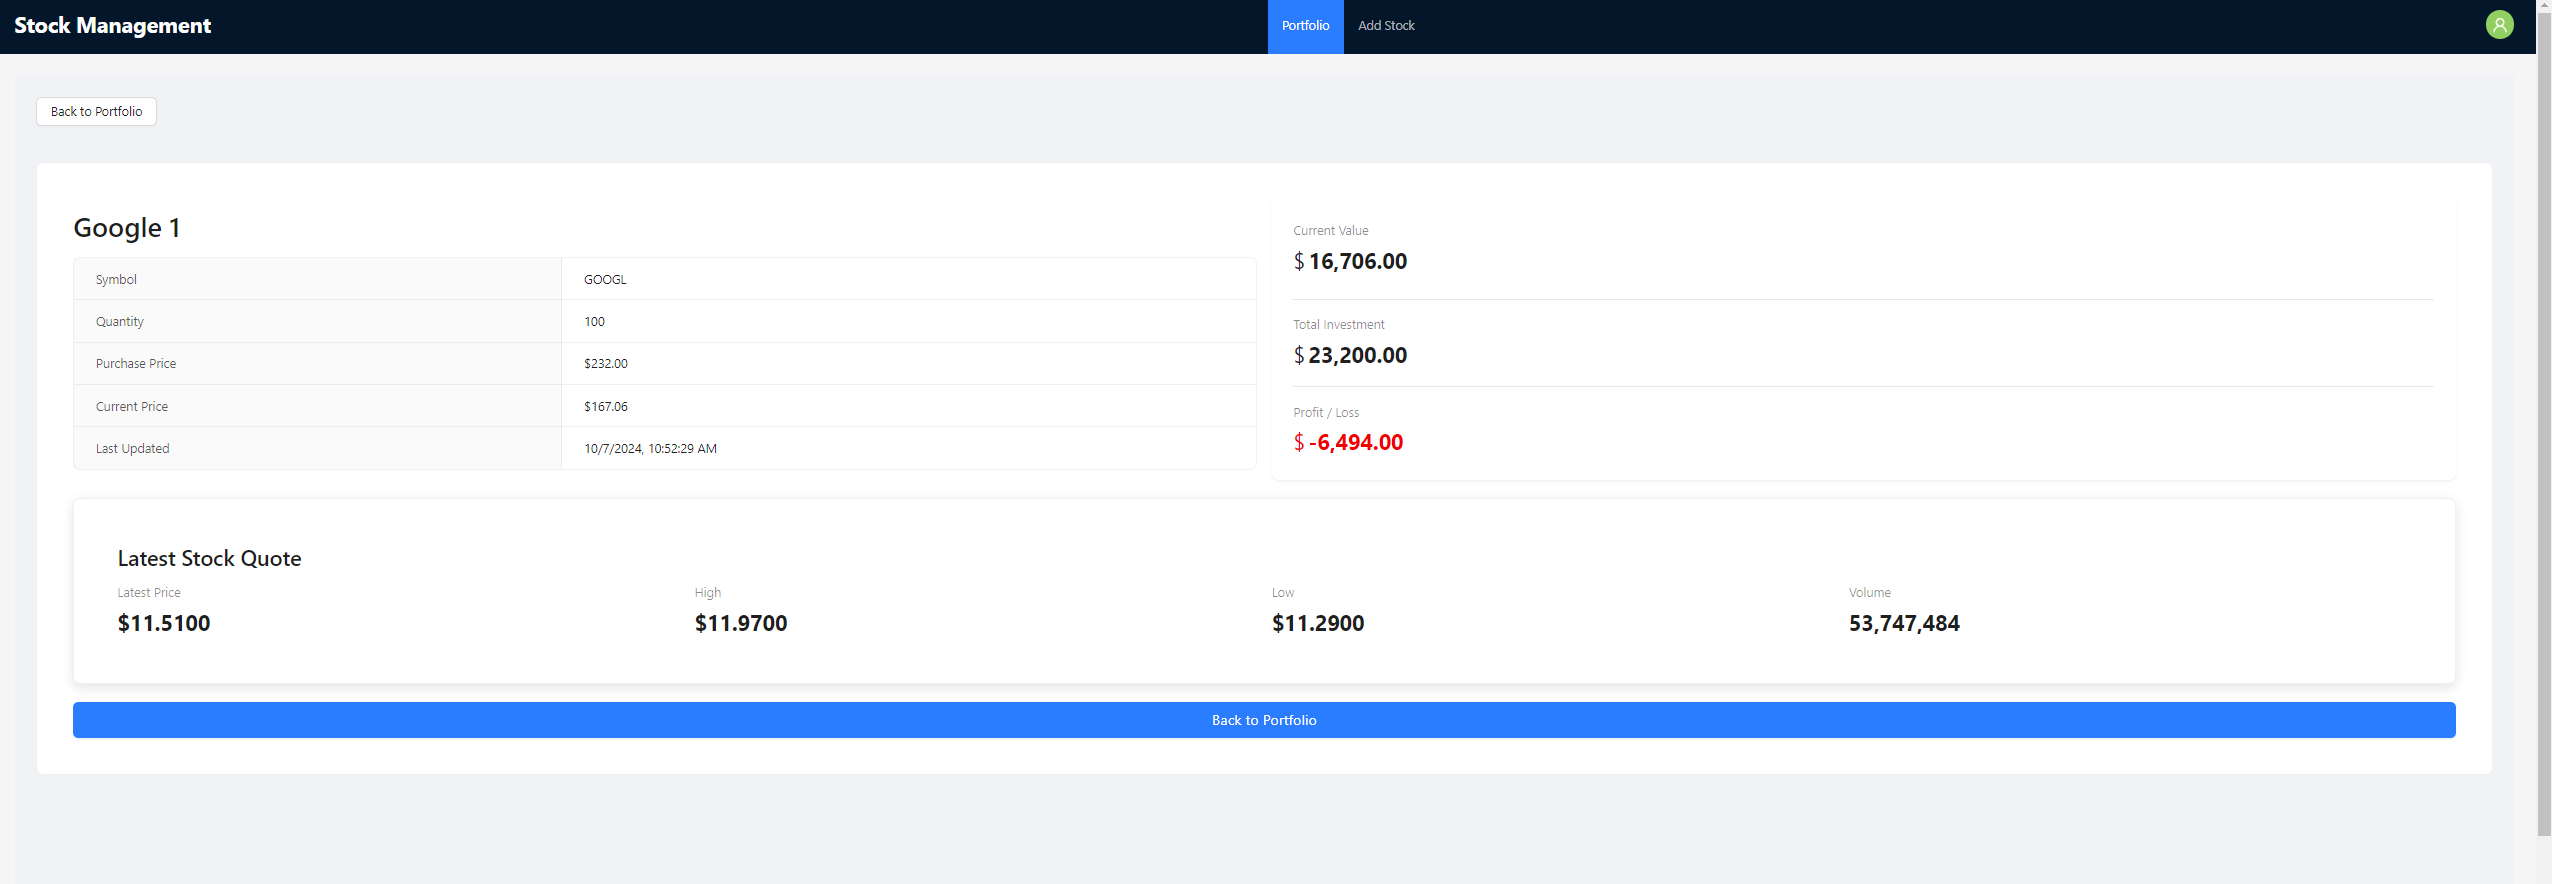 Stock Management
Portfolio
Add Stock
Back to Portfolio
Google 1
Symbol GOOGL
Quantity 100
Purchase Price $232.00
Current Price $167.06
Last Updated 10/7/2024, 10:52:29 AM
Current Value
$ 16,706.00
Total Investment
$ 23,200.00
Profit / Loss
$ -6,494.00
Latest Stock Quote
Latest Price High Low Volume
$11.5100 $11.9700 $11.2900 53,747,484
Back to Portfolio